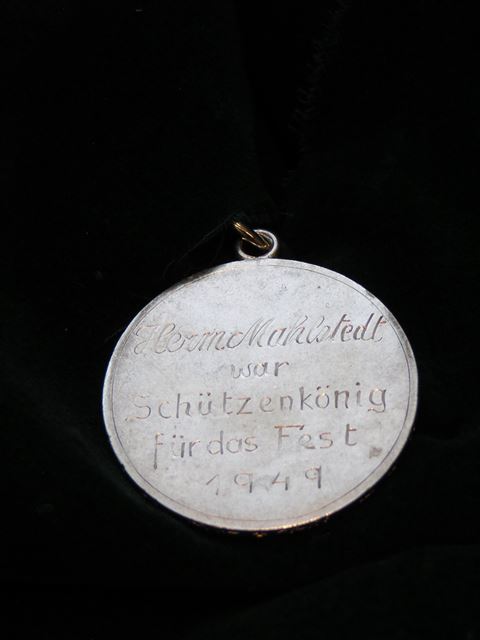 Herm Mahlstedt
war
Schützenkönig
für das Fest
1949